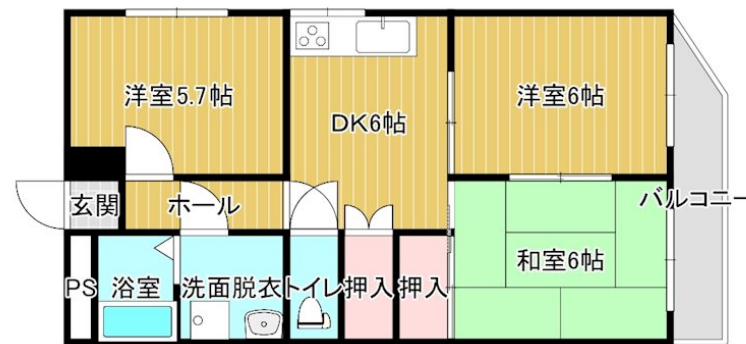 洋室5.7帖
DK6帖
洋室6帖
玄関
ホール
バルコニー
PS
浴室
洗面脱衣
トイレ
押入
押入
和室6帖